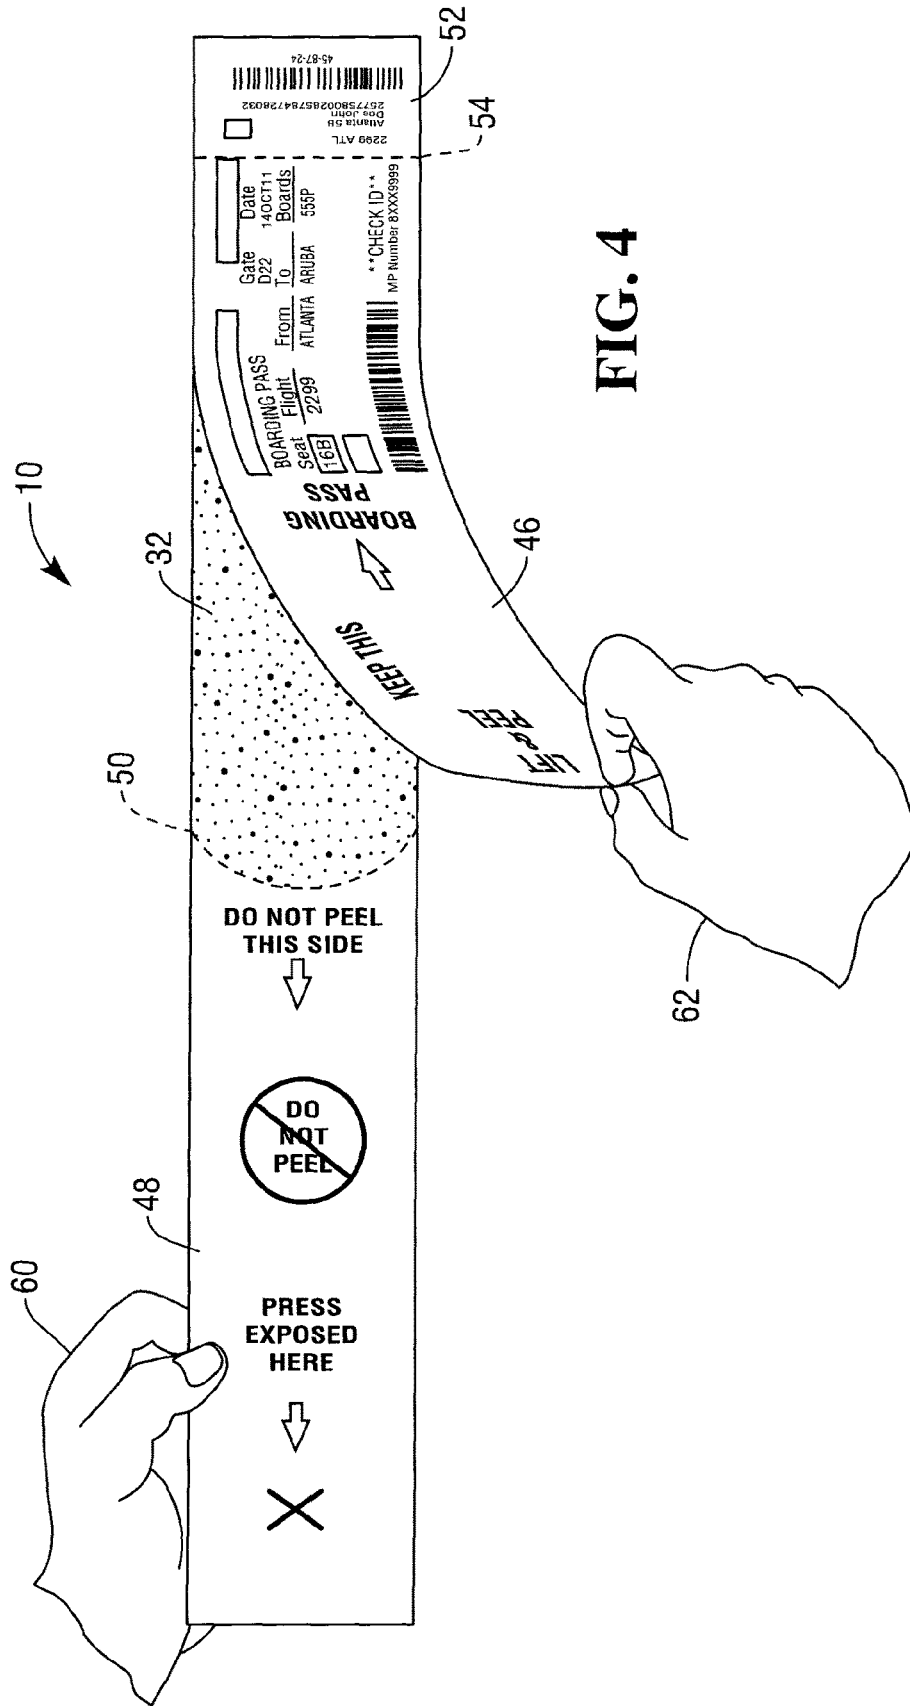 10
52
45-87-24
2299 ATL
Atlanta 5B
Doe John
25775800285784728032
54
BOARDING PASS
Gate
Date
D22
14OCT11
Seat
Flight
From
To
Boards
16B
2299
ATLANTA
ARUBA
555P
**CHECK ID**
MP Number 8XXX9999
BOARDING
PASS
KEEP THIS
LIFT &
PEEL
32
46
50
DO NOT PEEL
THIS SIDE
DO
NOT
PEEL
48
PRESS
EXPOSED
HERE
X
60
62
FIG. 4